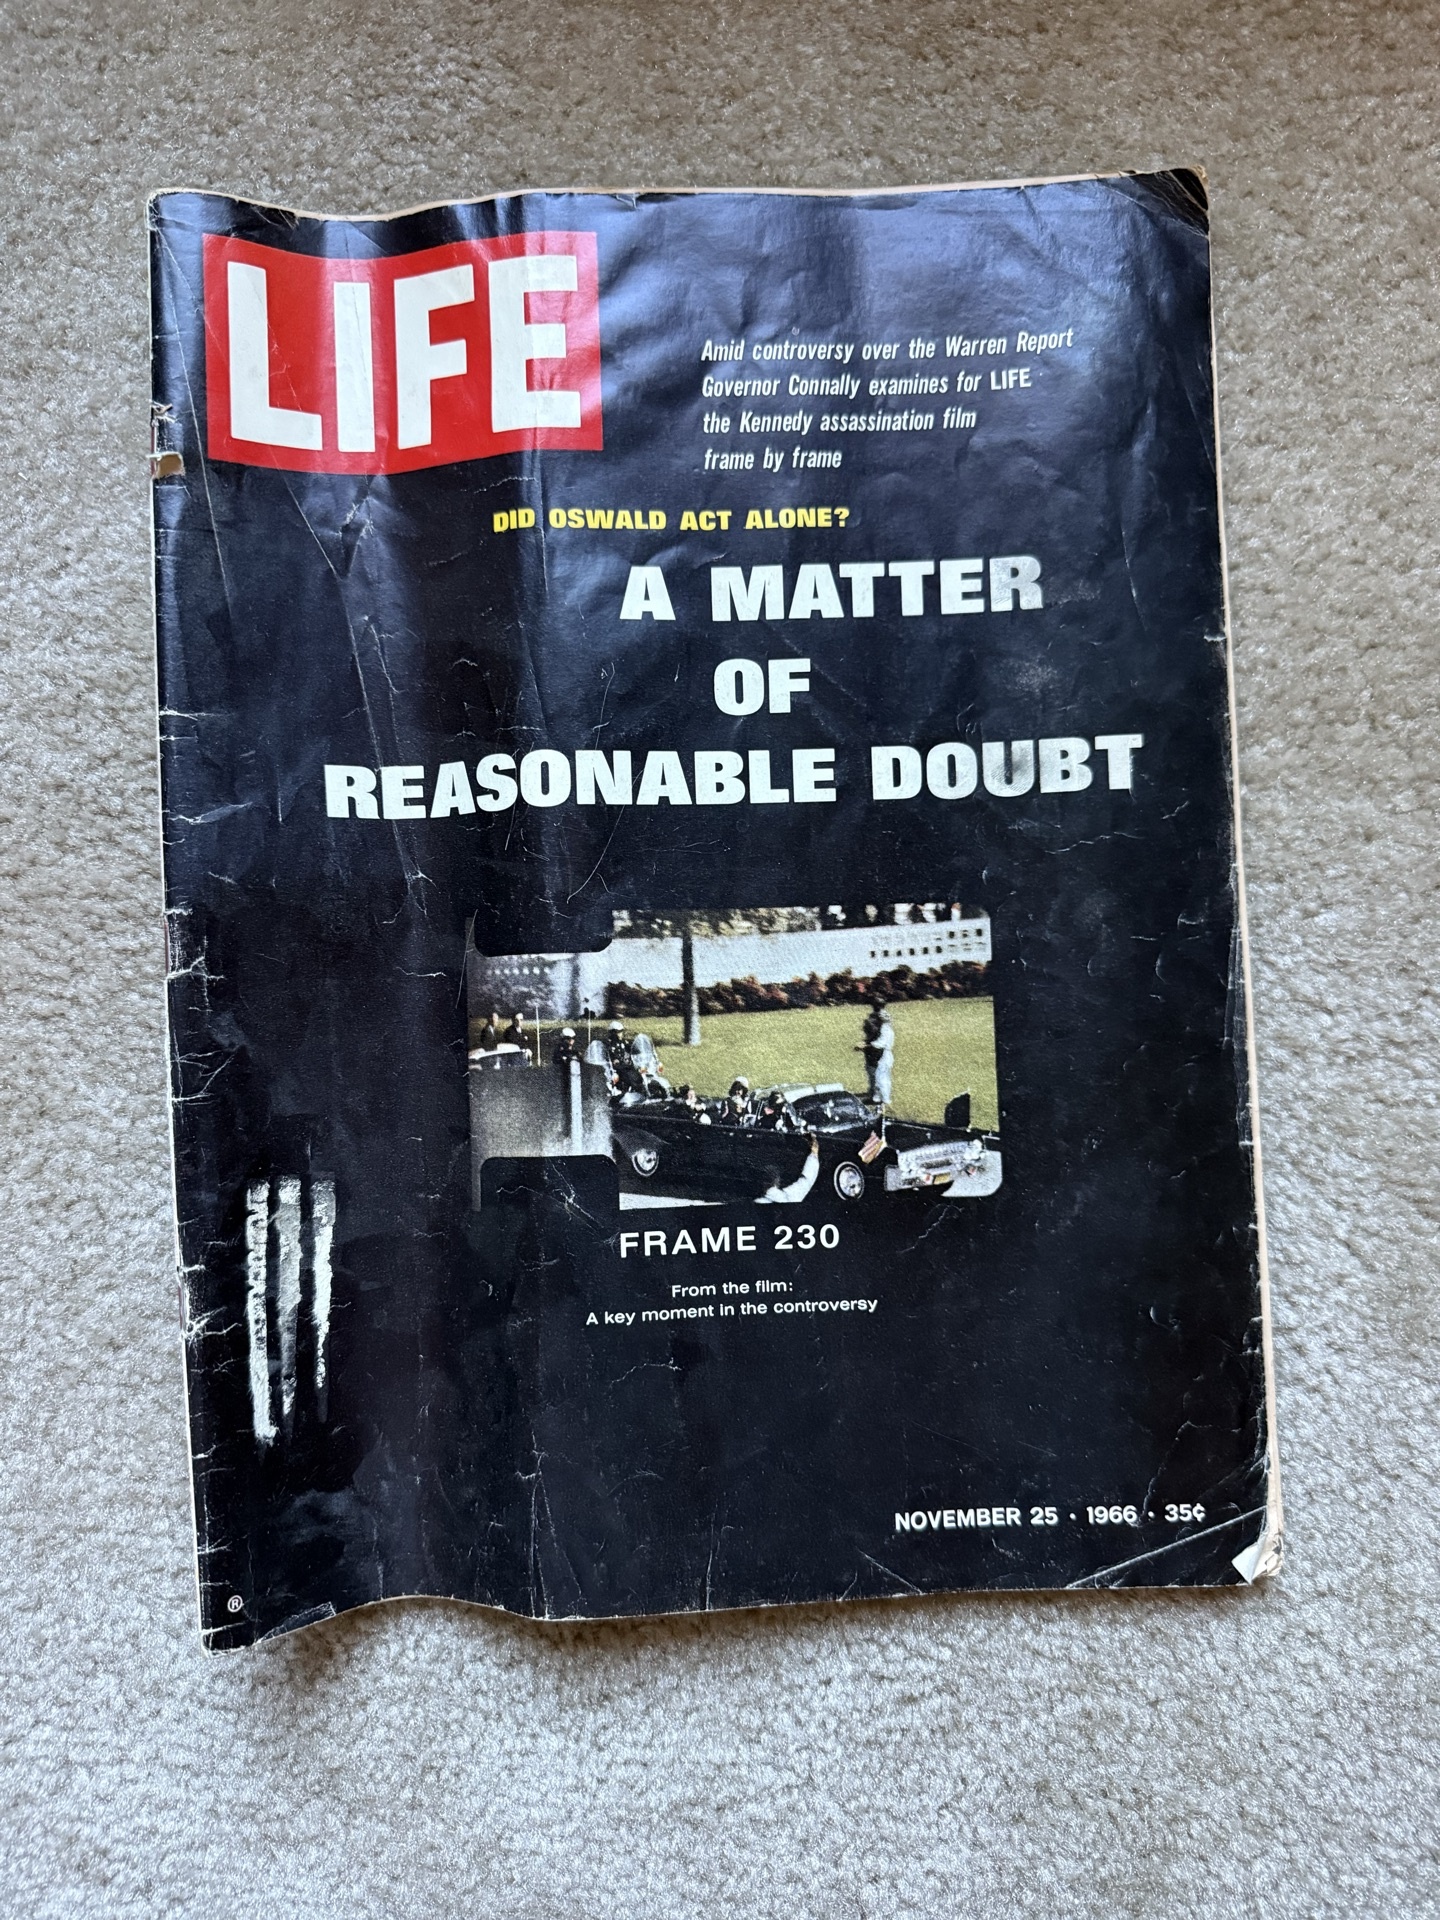 LIFE
Amid controversy over the Warren Report
Governor Connally examines for LIFE
the Kennedy assassination film
frame by frame
DID OSWALD ACT ALONE?
A MATTER
OF
REASONABLE DOUBT
FRAME 230
From the film:
A key moment in the controversy
NOVEMBER 25 · 1966 · 35¢
®